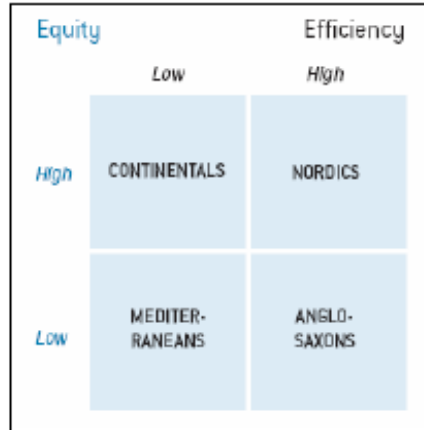 Equity Efficiency
Low High
High CONTINENTALS NORDICS
MEDITER- ANGLO-
Low RANEANS SAXONS